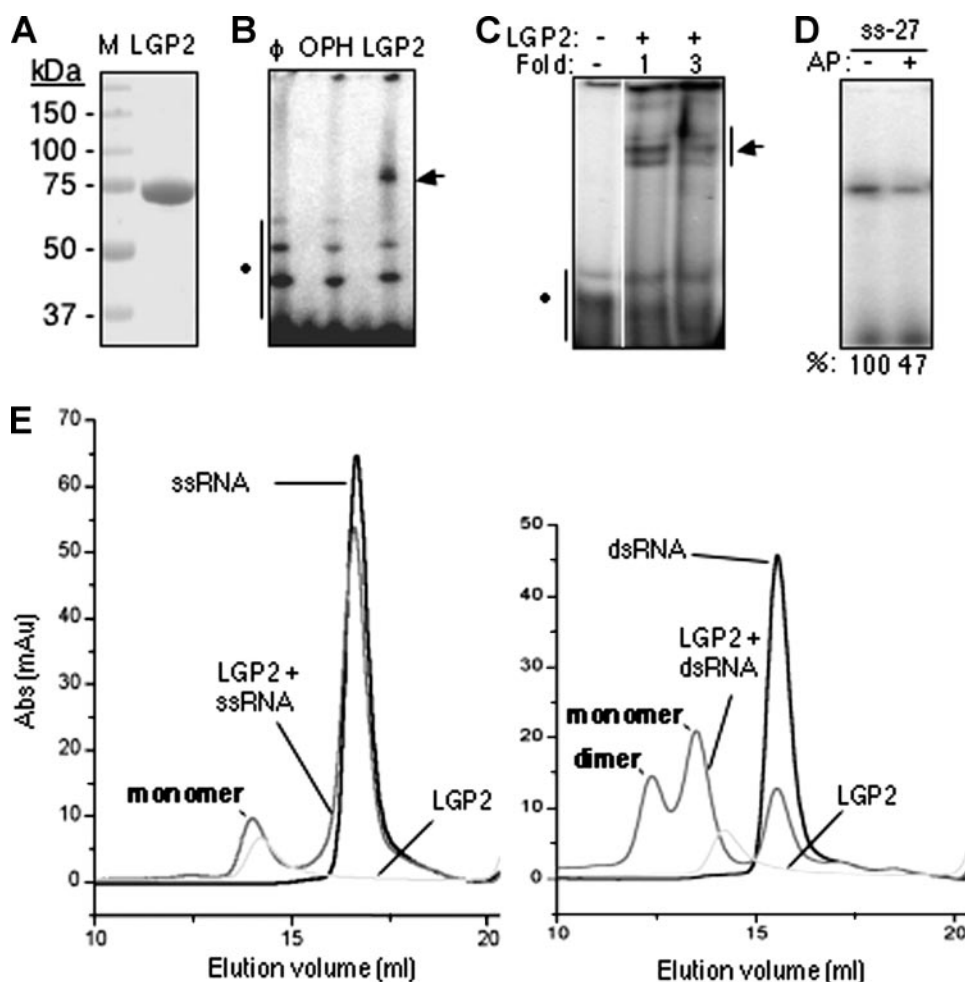 A
M LGP2
kDa
150 -
100 -
75 -
50 -
37 -
B
ϕ OPH LGP2
•
C
LGP2: - + +
Fold: - 1 3
•
D
ss-27
AP: - +
%: 100 47
E
70
60
50
40
30
20
10
0
Abs (mAu)
ssRNA
LGP2 +
ssRNA
monomer
LGP2
10 15 20
Elution volume (ml)
50
40
30
20
10
0
dsRNA
LGP2 +
dsRNA
monomer
dimer
LGP2
10 15 20
Elution volume (ml)